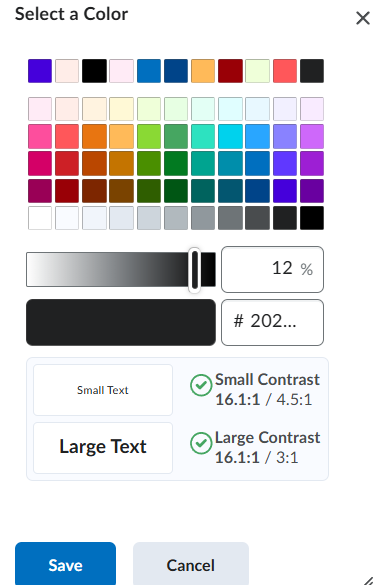 Select a Color
12 %
# 202...
Small Text
Small Contrast
16.1:1 / 4.5:1
Large Text
Large Contrast
16.1:1 / 3:1
Save
Cancel